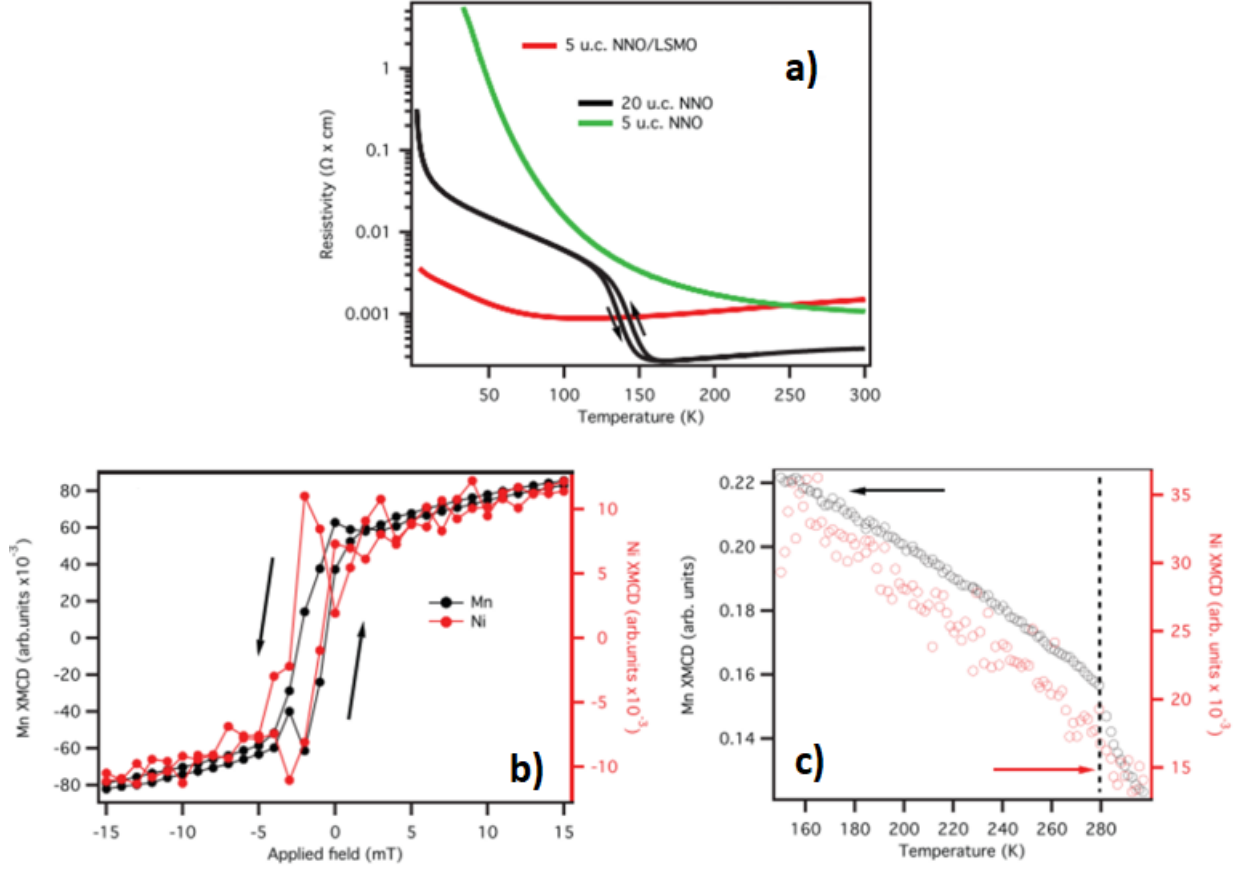 a)
5 u.c. NNO/LSMO
20 u.c. NNO
5 u.c. NNO
Resistivity (Ω x cm)
1
0.1
0.01
0.001
50 100 150 200 250 300
Temperature (K)
b)
Mn XMCD (arb.units x10⁻³)
80
60
40
20
0
-20
-40
-60
-80
Mn
Ni
10
5
0
-5
-10
Ni XMCD (arb.units x10⁻³)
-15 -10 -5 0 5 10 15
Applied field (mT)
c)
Mn XMCD (arb. units)
0.22
0.20
0.18
0.16
0.14
35
30
25
20
15
Ni XMCD (arb. units x 10⁻³)
160 180 200 220 240 260 280
Temperature (K)